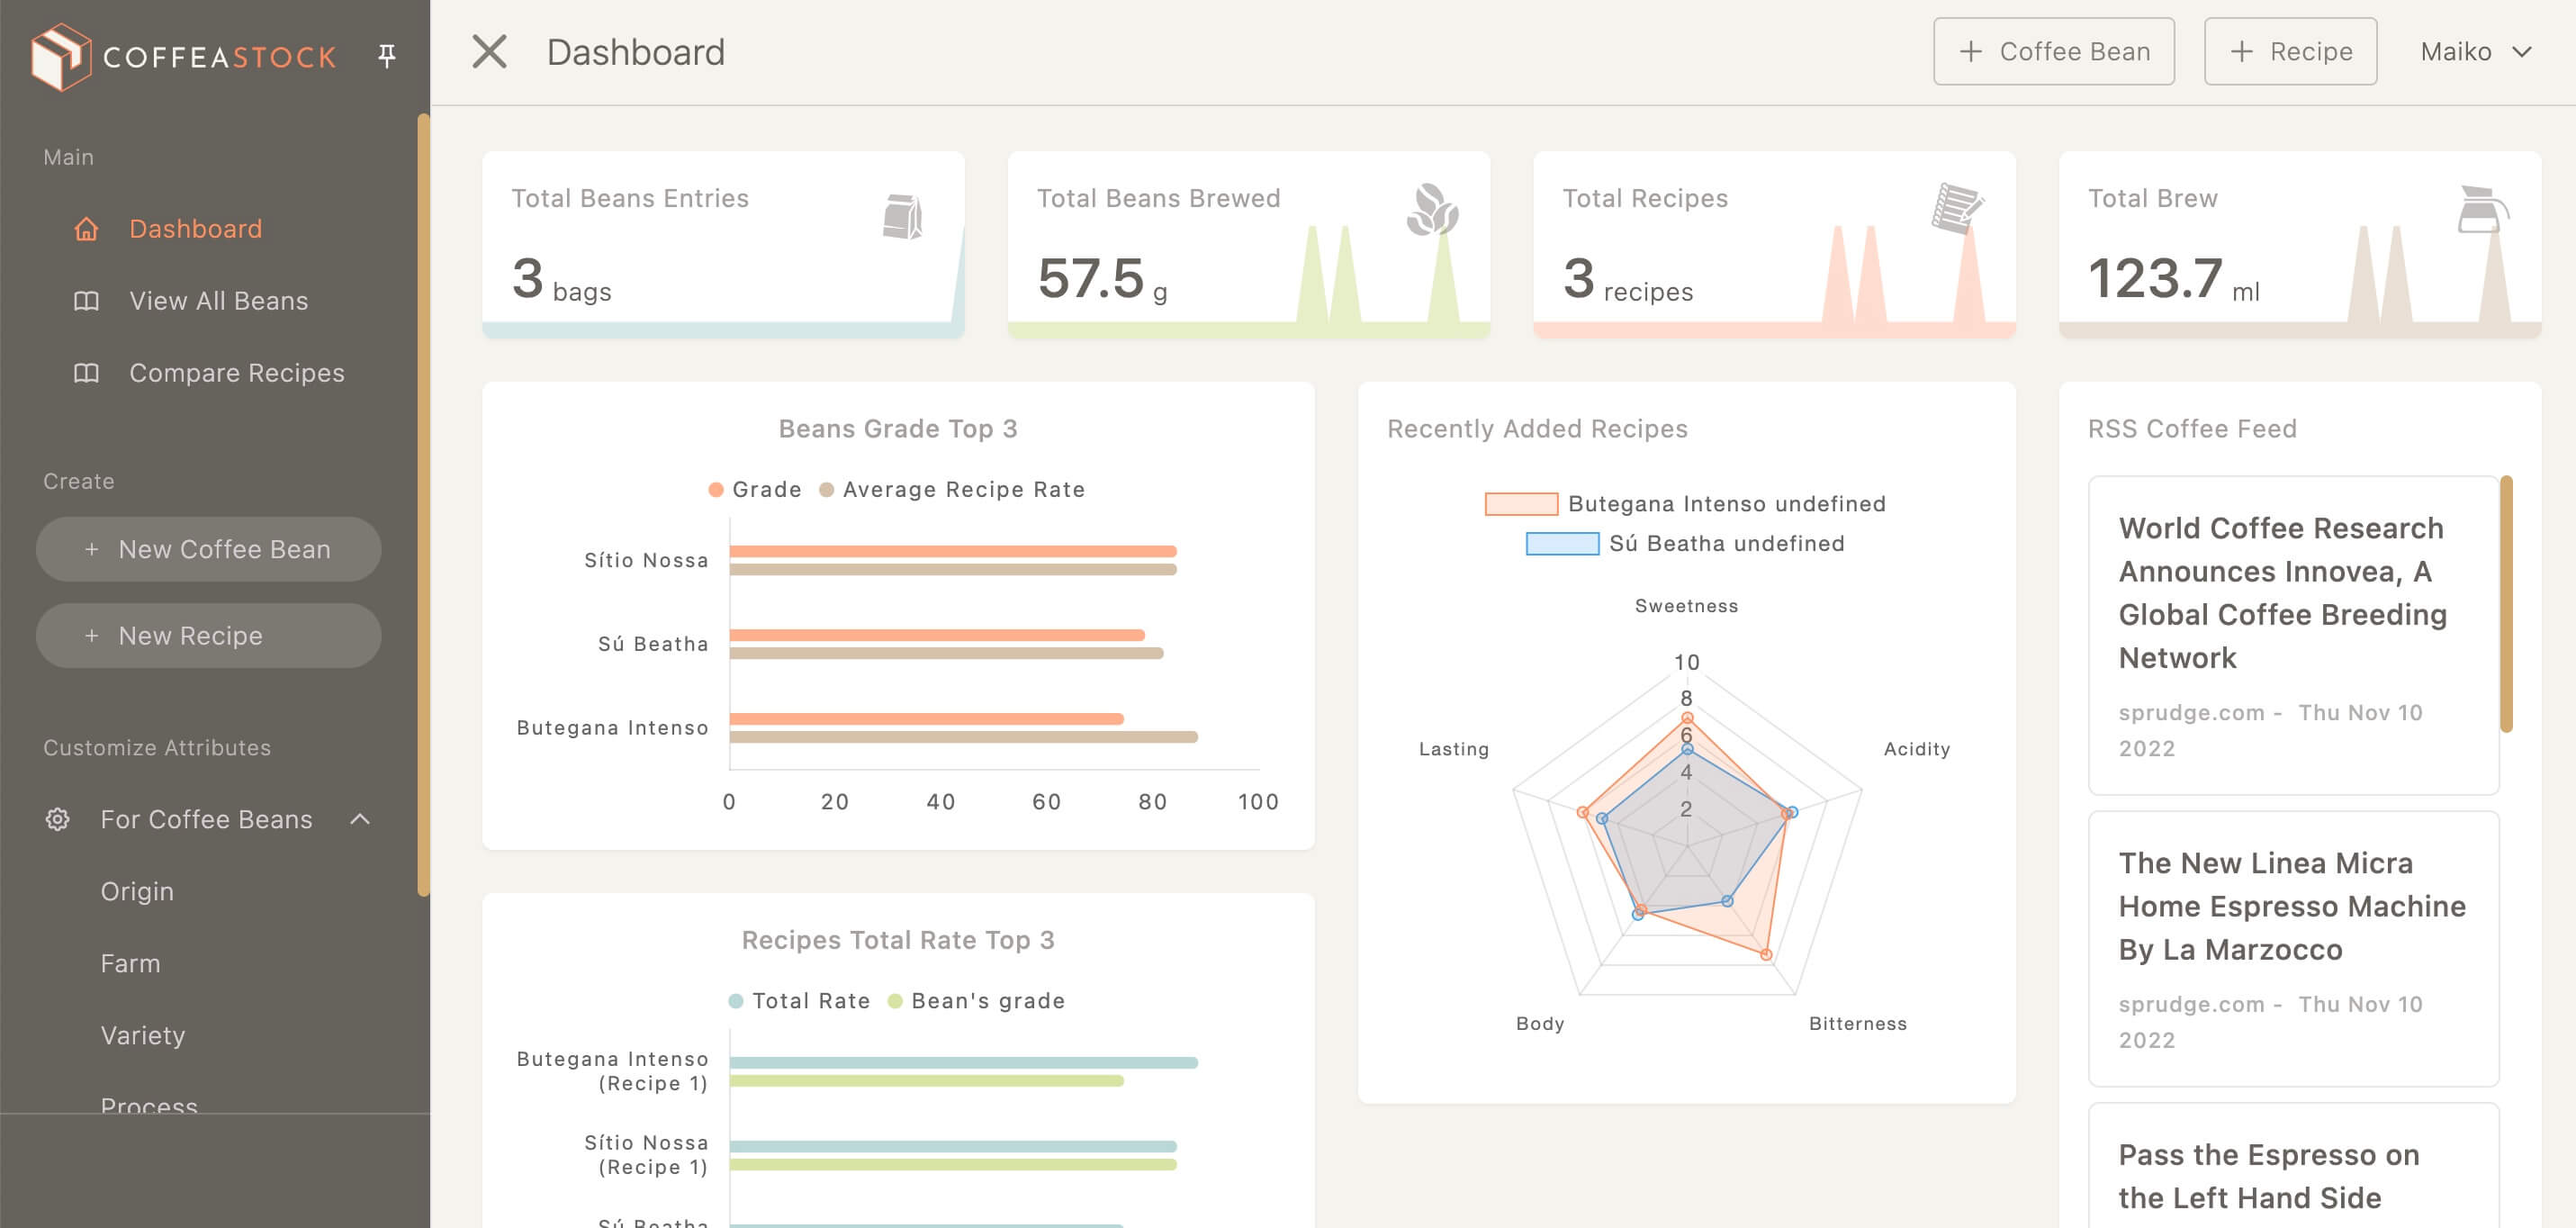 COFFEASTOCK
Main
Dashboard
View All Beans
Compare Recipes
Create
+ New Coffee Bean
+ New Recipe
Customize Attributes
For Coffee Beans
Origin
Farm
Variety
Process
Dashboard
+ Coffee Bean
+ Recipe
Maiko
Total Beans Entries
3 bags
Total Beans Brewed
57.5 g
Total Recipes
3 recipes
Total Brew
123.7 ml
Beans Grade Top 3
Grade
Average Recipe Rate
Sítio Nossa
Sú Beatha
Butegana Intenso
0 20 40 60 80 100
Recipes Total Rate Top 3
Total Rate
Bean's grade
Butegana Intenso
(Recipe 1)
Sítio Nossa
(Recipe 1)
Sú Beatha
Recently Added Recipes
Butegana Intenso undefined
Sú Beatha undefined
Sweetness
10
8
6
4
2
Lasting
Acidity
Body
Bitterness
RSS Coffee Feed
World Coffee Research
Announces Innovea, A
Global Coffee Breeding
Network
sprudge.com - Thu Nov 10
2022
The New Linea Micra
Home Espresso Machine
By La Marzocco
sprudge.com - Thu Nov 10
2022
Pass the Espresso on
the Left Hand Side